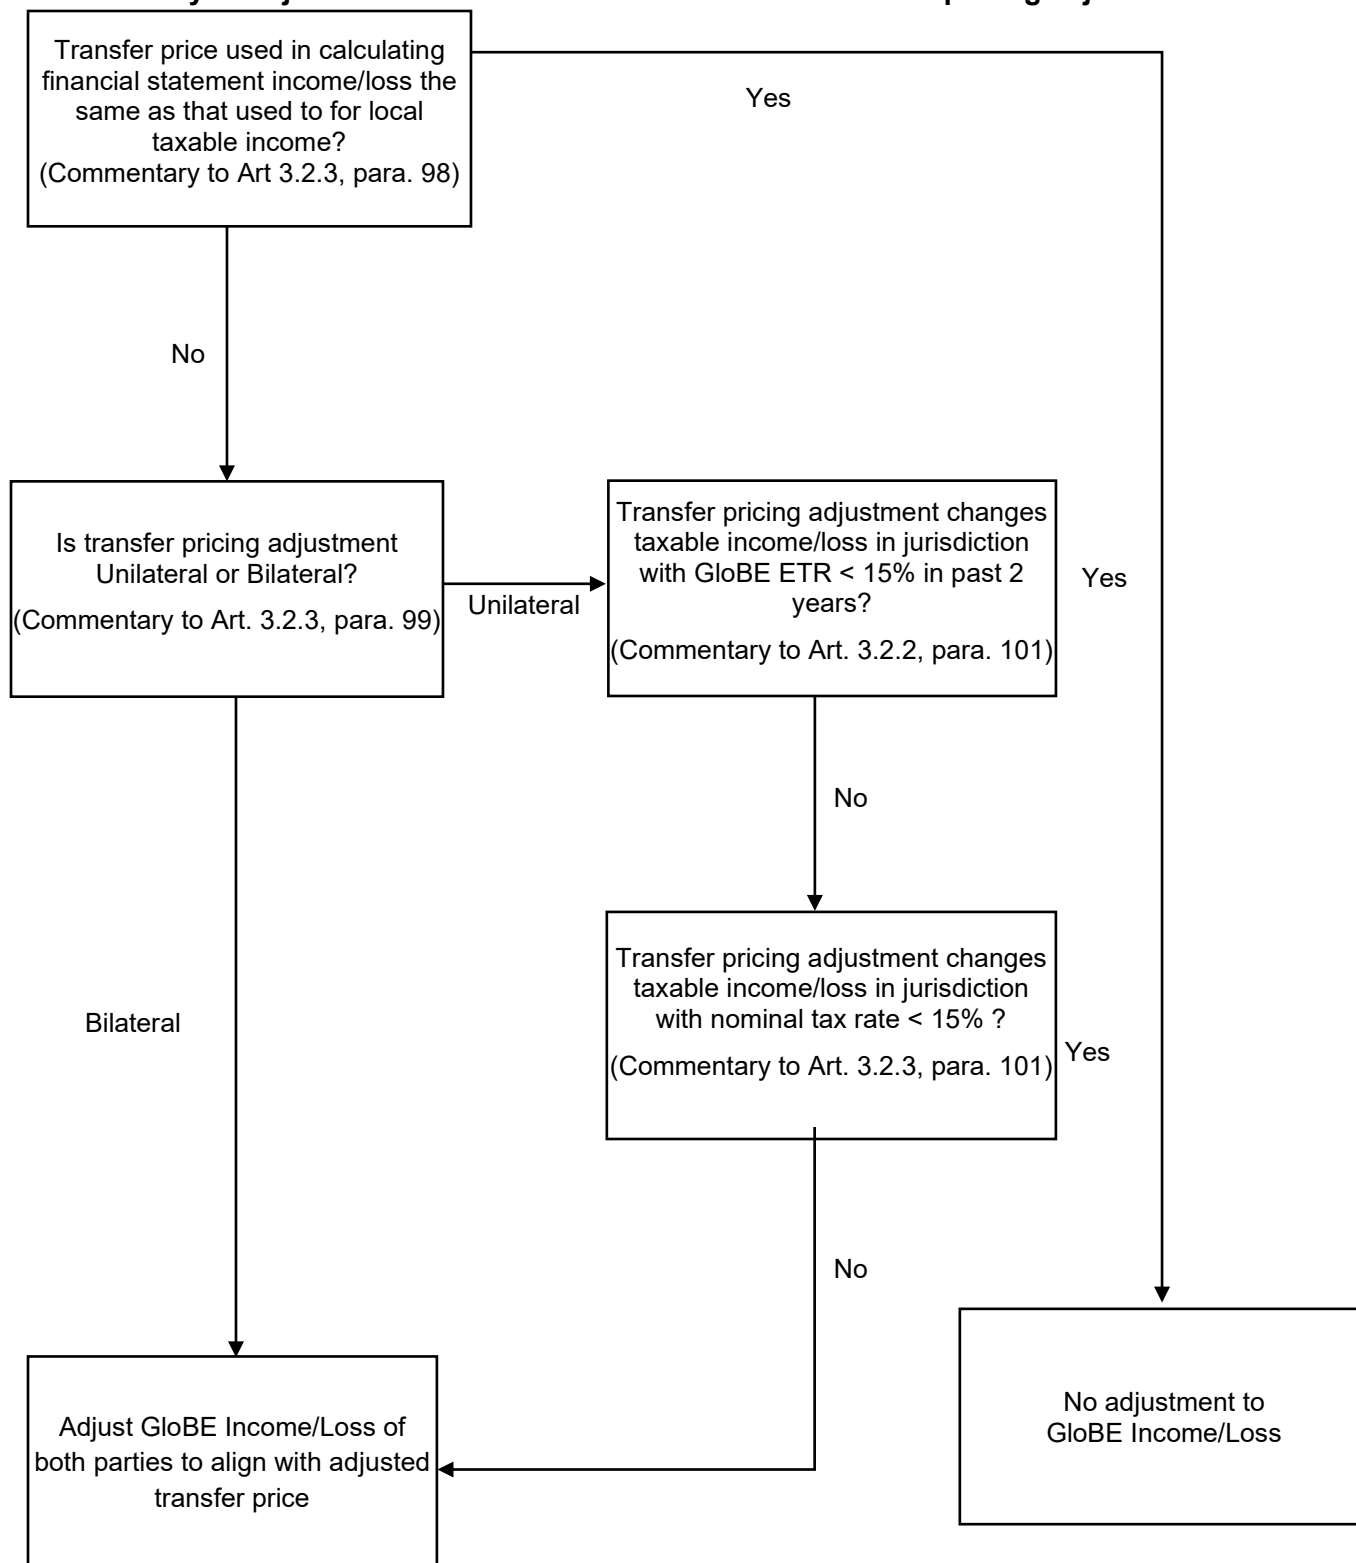 Transfer price used in calculating
financial statement income/loss the
same as that used to for local
taxable income?
(Commentary to Art 3.2.3, para. 98)
Yes
No
Is transfer pricing adjustment
Unilateral or Bilateral?
(Commentary to Art. 3.2.3, para. 99)
Unilateral
Transfer pricing adjustment changes
taxable income/loss in jurisdiction
with GloBE ETR < 15% in past 2
years?
(Commentary to Art. 3.2.2, para. 101)
Yes
No
Bilateral
Transfer pricing adjustment changes
taxable income/loss in jurisdiction
with nominal tax rate < 15% ?
(Commentary to Art. 3.2.3, para. 101)
Yes
No
Adjust GloBE Income/Loss of
both parties to align with adjusted
transfer price
No adjustment to
GloBE Income/Loss